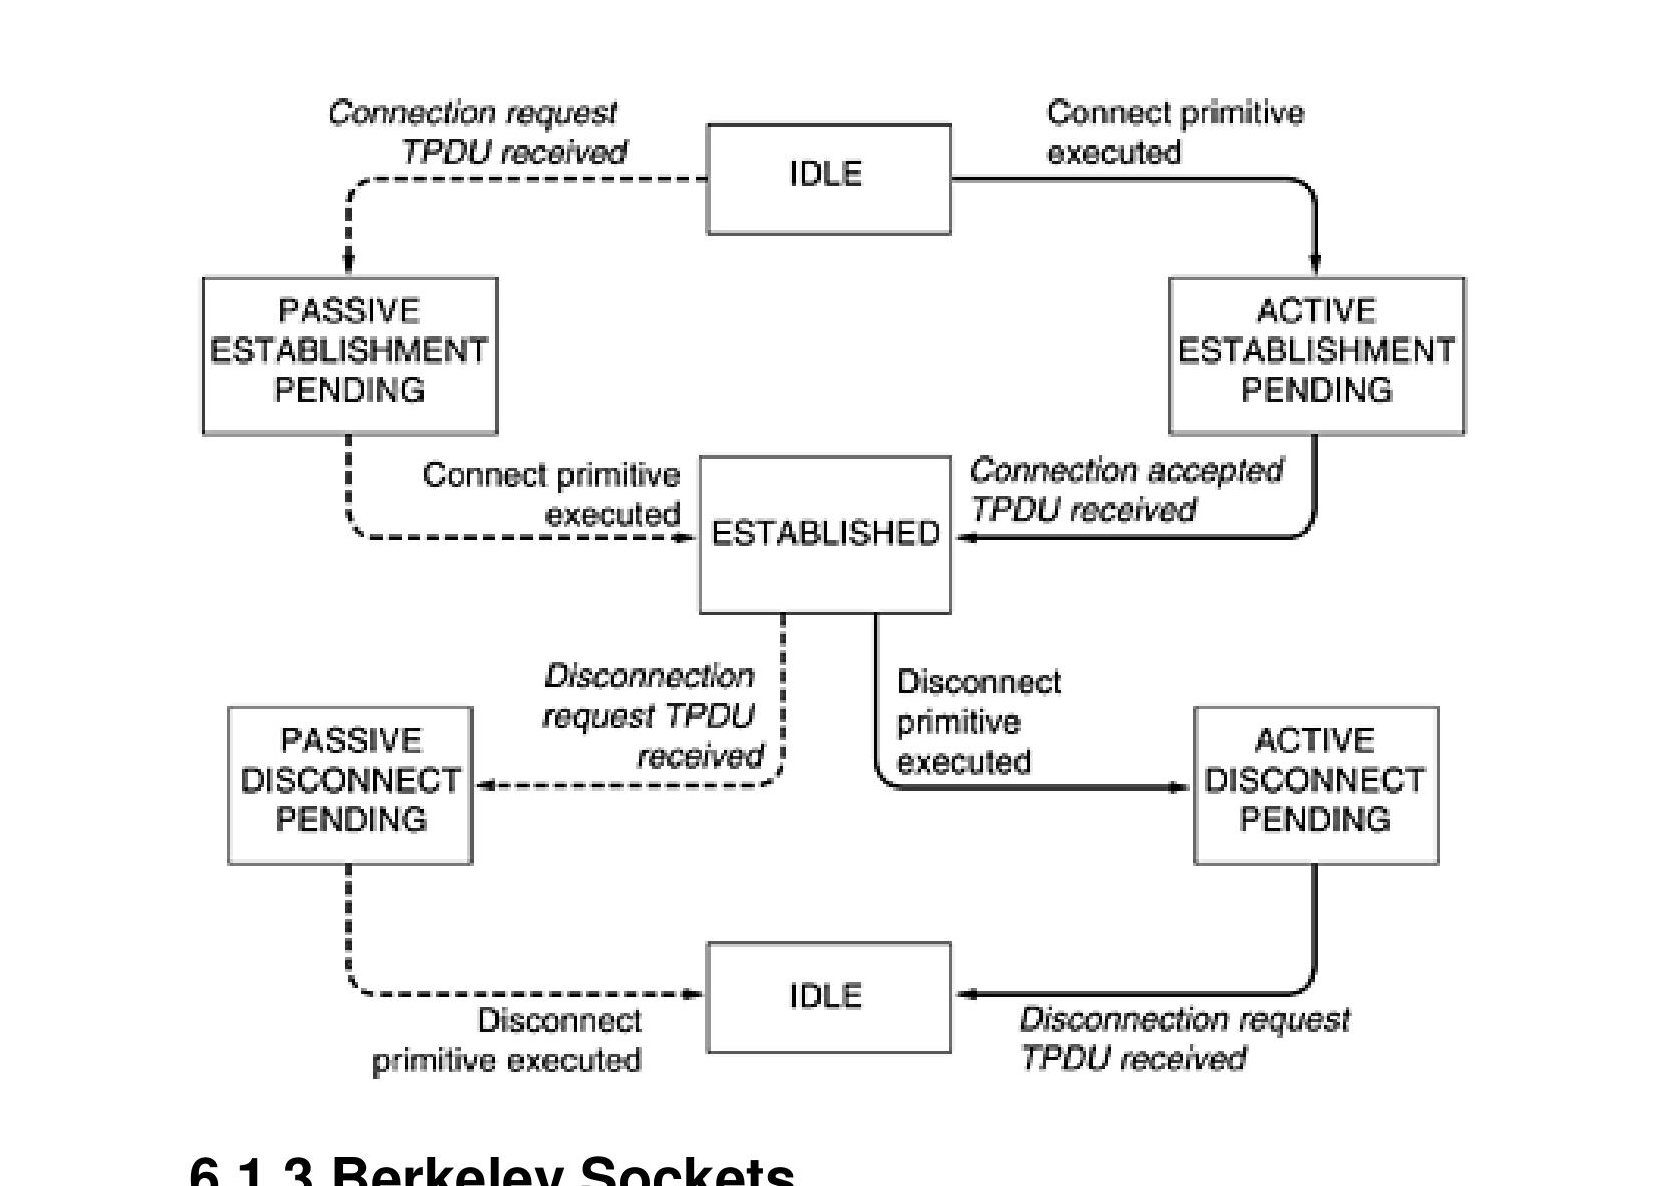 Connection request
TPDU received
IDLE
Connect primitive
executed
PASSIVE
ESTABLISHMENT
PENDING
ACTIVE
ESTABLISHMENT
PENDING
Connect primitive
executed
ESTABLISHED
Connection accepted
TPDU received
Disconnection
request TPDU
received
Disconnect
primitive
executed
PASSIVE
DISCONNECT
PENDING
ACTIVE
DISCONNECT
PENDING
Disconnect
primitive executed
IDLE
Disconnection request
TPDU received
6.1.3 Berkeley Sockets